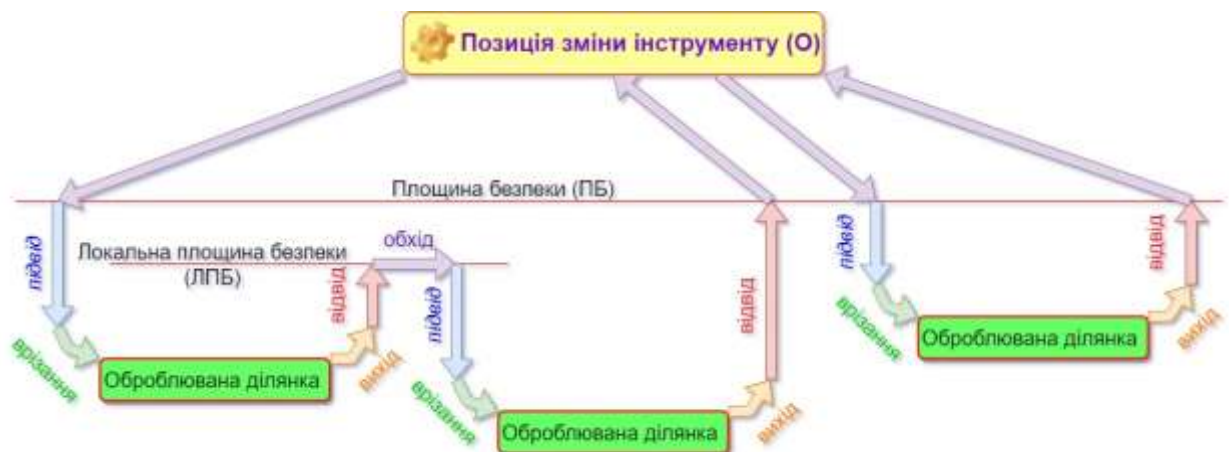 Позиція зміни інструменту (О)
Площина безпеки (ПБ)
підвід
Локальна площина безпеки
(ЛПБ)
відвід
обхід
підвід
відвід
підвід
відвід
врізання
Оброблювана ділянка
вихід
врізання
Оброблювана ділянка
вихід
врізання
Оброблювана ділянка
вихід